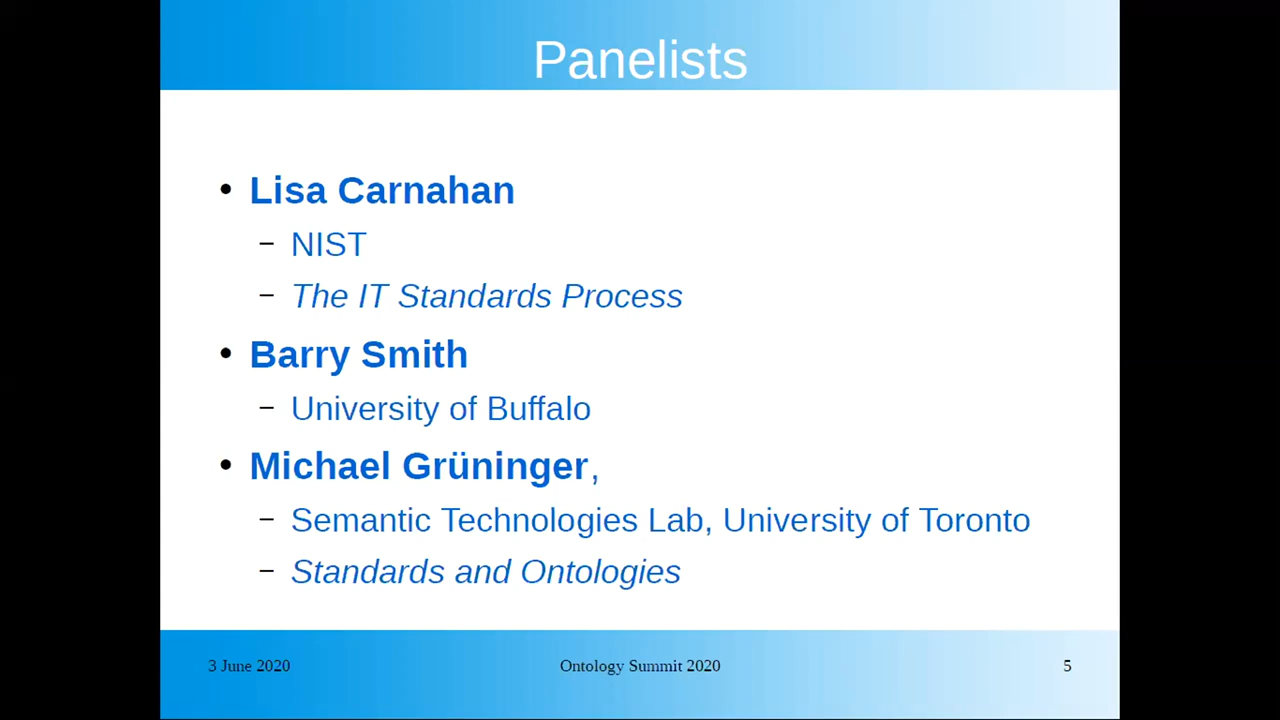 Panelists
• Lisa Carnahan
– NIST
– The IT Standards Process
• Barry Smith
– University of Buffalo
• Michael Grüninger,
– Semantic Technologies Lab, University of Toronto
– Standards and Ontologies
3 June 2020
Ontology Summit 2020
5